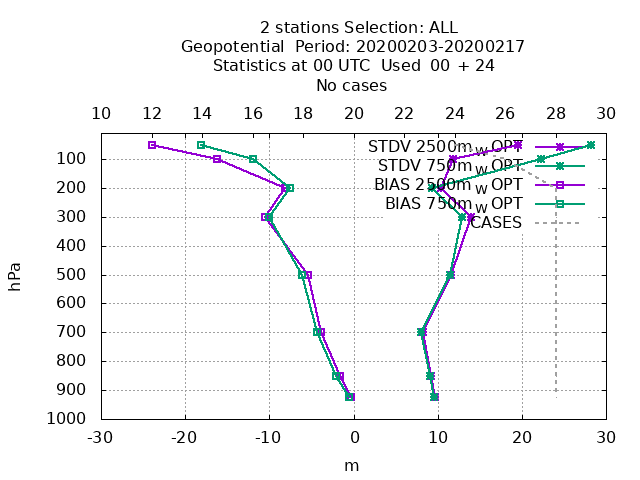 2 stations Selection: ALL
Geopotential  Period: 20200203-20200217
Statistics at 00 UTC  Used  00 + 24
No cases
10 12 14 16 18 20 22 24 26 28 30
STDV 2500m_w OPT
STDV 750m_w OPT
BIAS 2500m_w OPT
BIAS 750m_w OPT
CASES
hPa
100
200
300
400
500
600
700
800
900
1000
-30 -20 -10 0 10 20 30
m